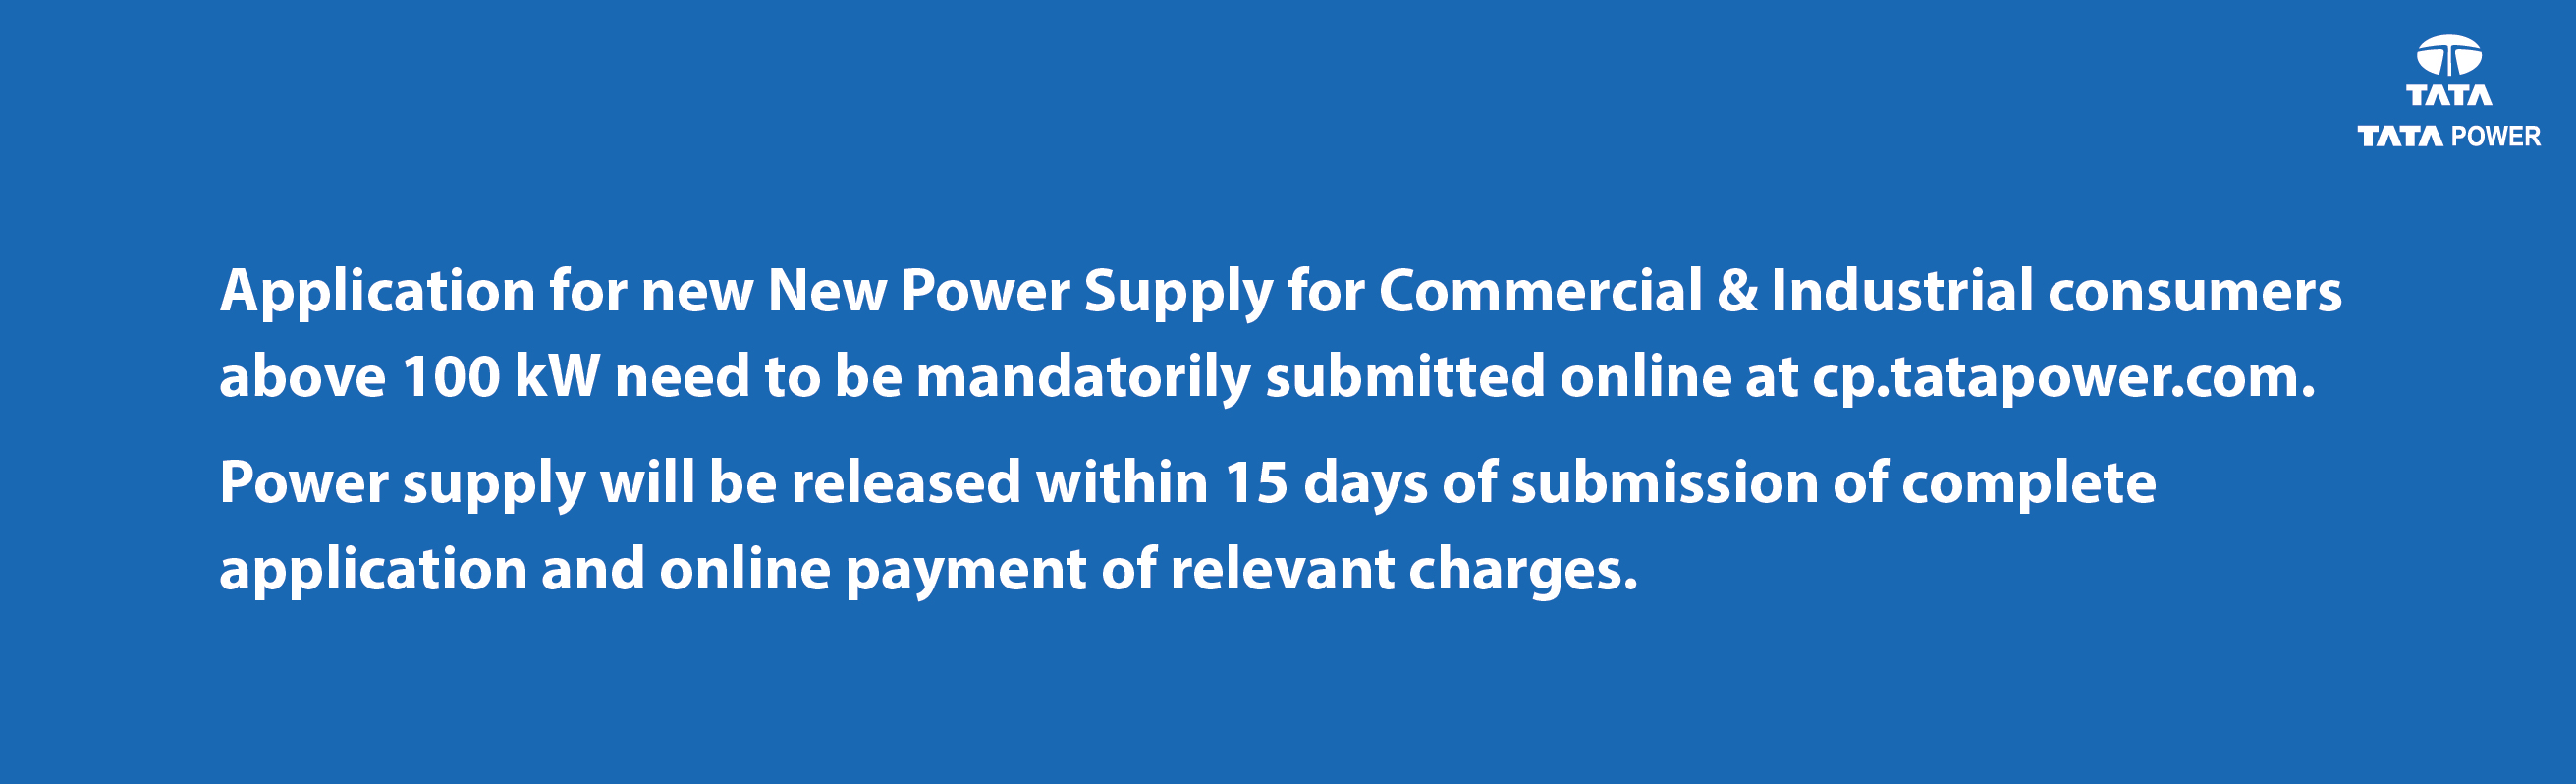 TATA
TATA POWER
Application for new New Power Supply for Commercial & Industrial consumers
above 100 kW need to be mandatorily submitted online at cp.tatapower.com.
Power supply will be released within 15 days of submission of complete
application and online payment of relevant charges.